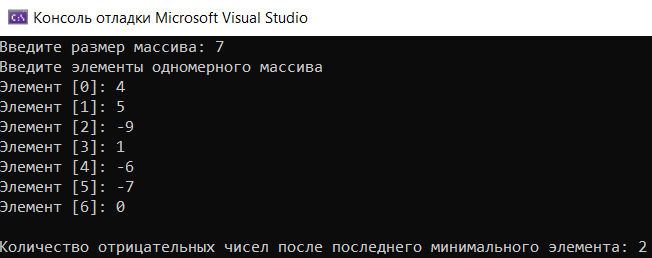 Консоль отладки Microsoft Visual Studio
Введите размер массива: 7
Введите элементы одномерного массива
Элемент [0]: 4
Элемент [1]: 5
Элемент [2]: -9
Элемент [3]: 1
Элемент [4]: -6
Элемент [5]: -7
Элемент [6]: 0
Количество отрицательных чисел после последнего минимального элемента: 2